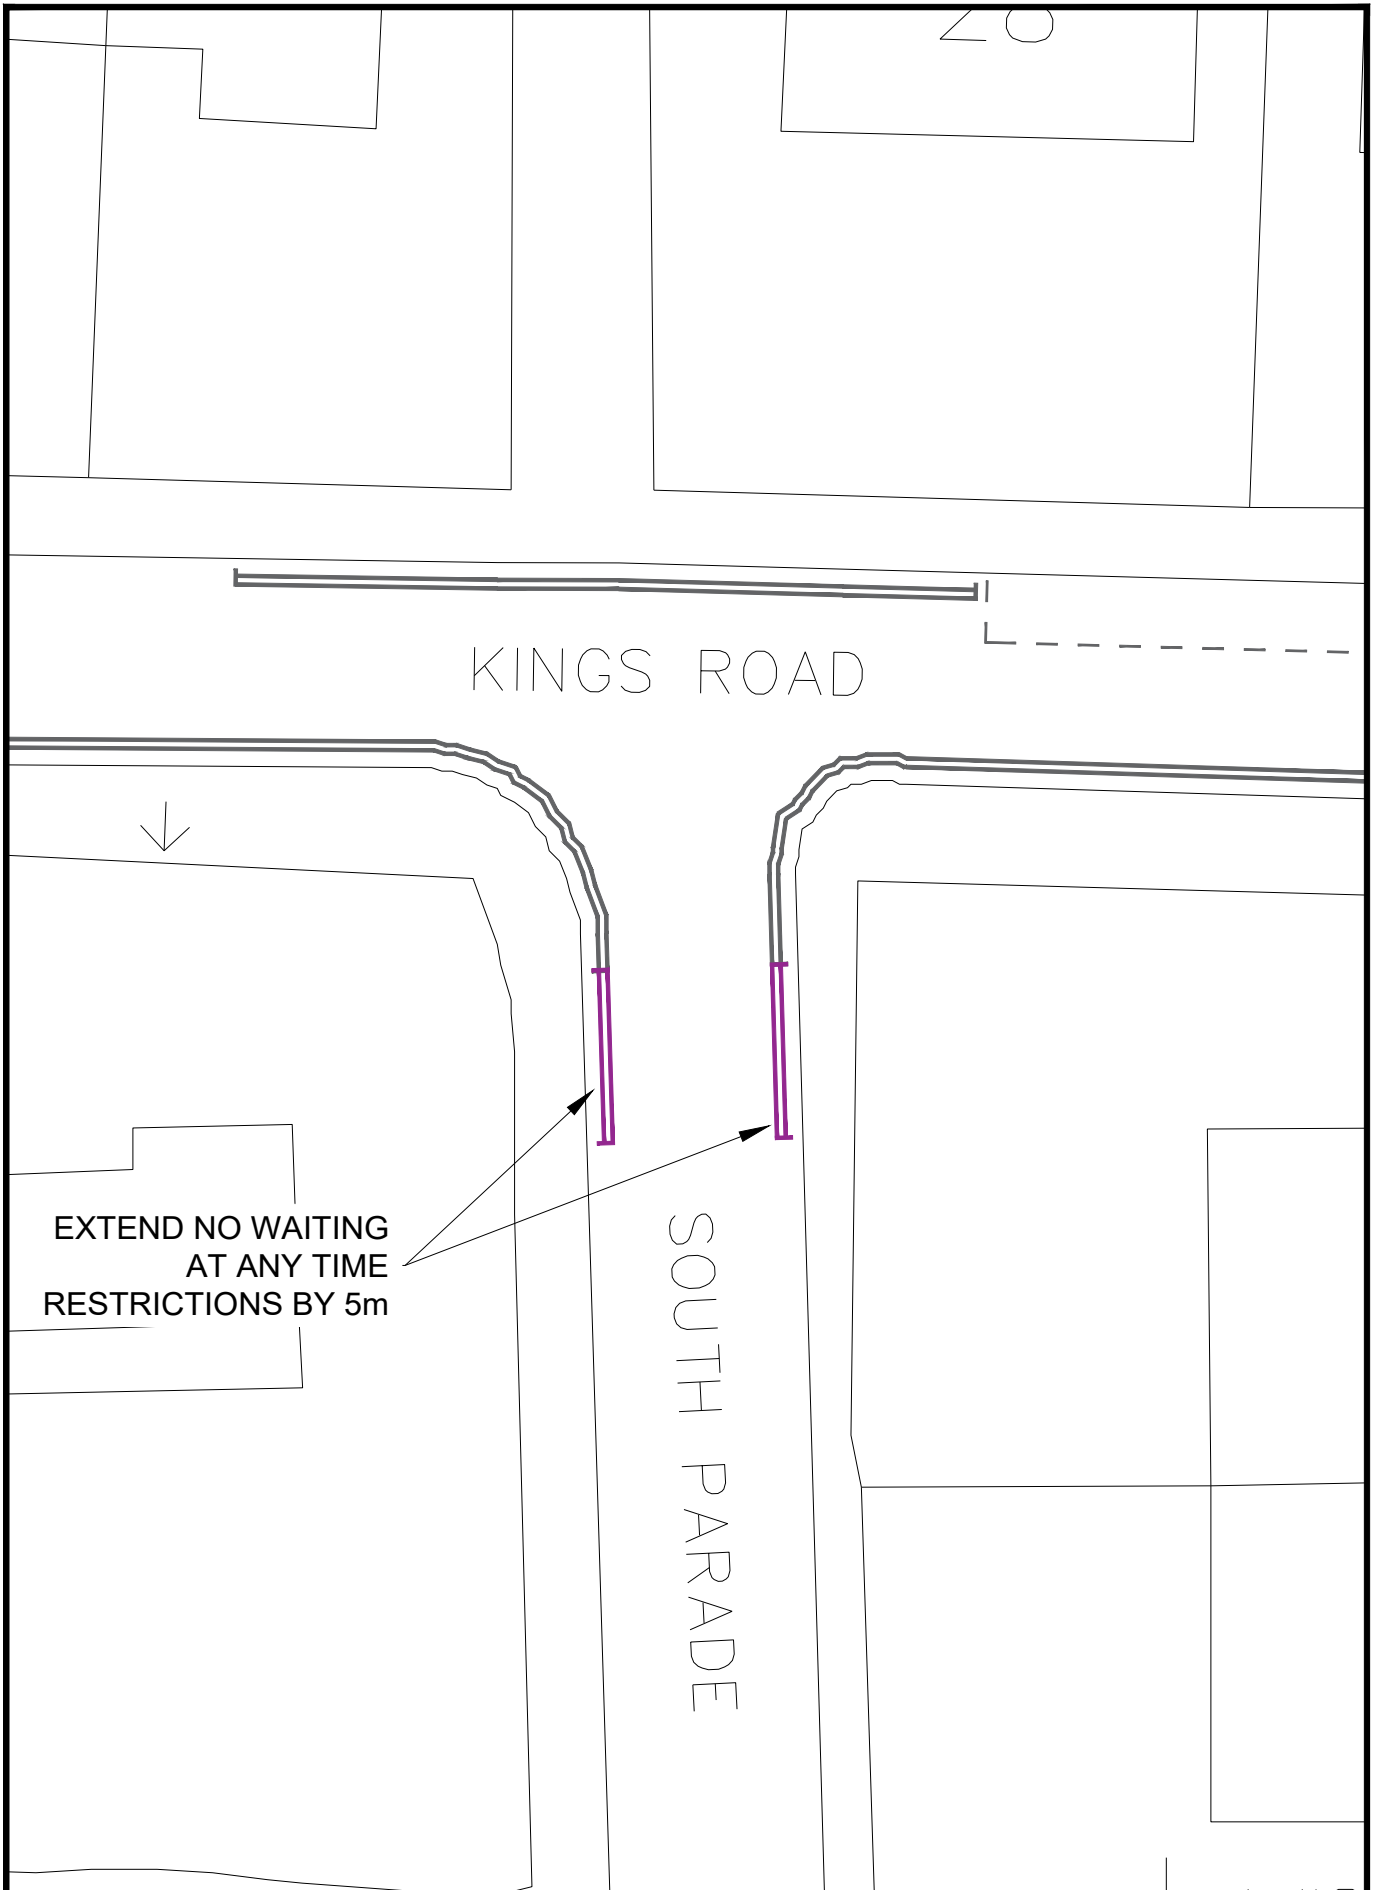 KINGS ROAD
EXTEND NO WAITING
AT ANY TIME
RESTRICTIONS BY 5m
SOUTH PARADE